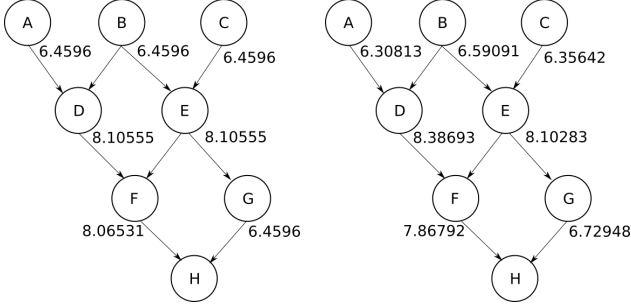 A B C A B C
6.4596 6.4596 6.4596 6.30813 6.59091 6.35642
D E D E
8.10555 8.10555 8.38693 8.10283
F G F G
8.06531 6.4596 7.86792 6.72948
H H